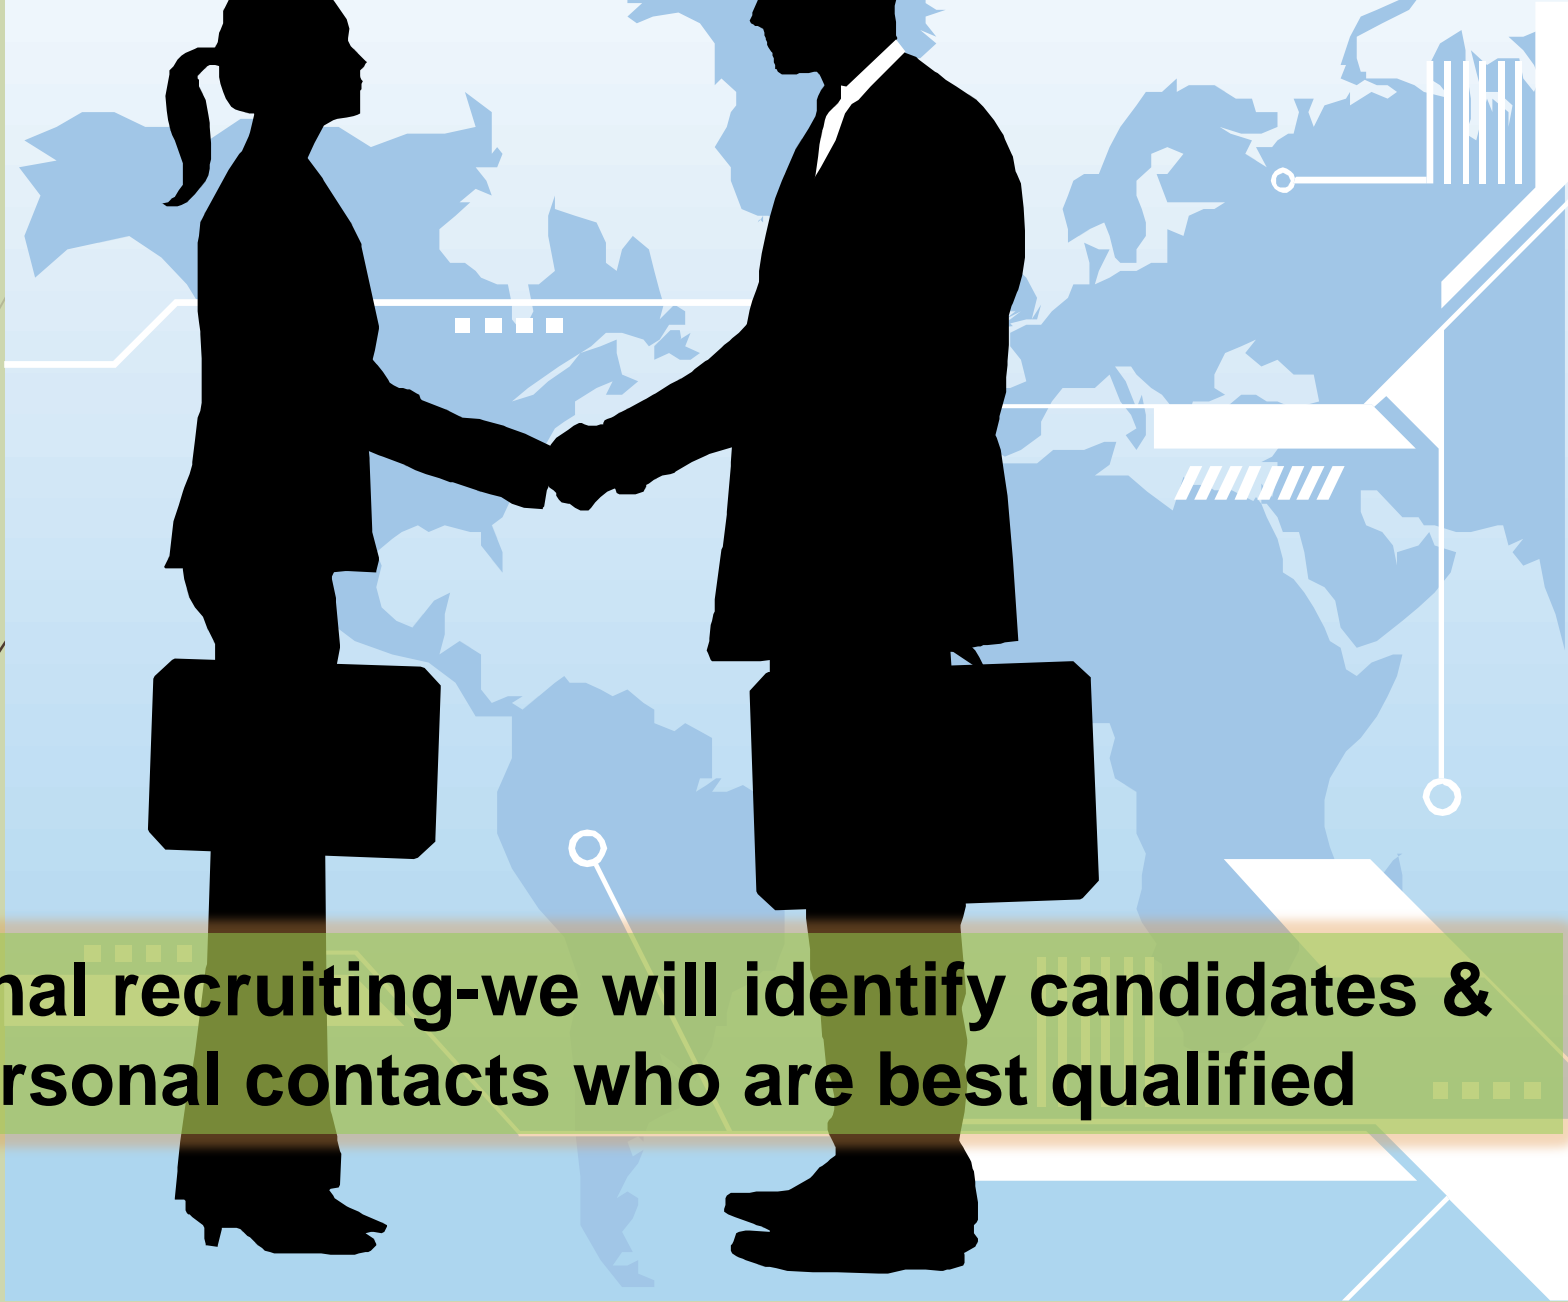 nal recruiting-we will identify candidates &
rsonal contacts who are best qualified